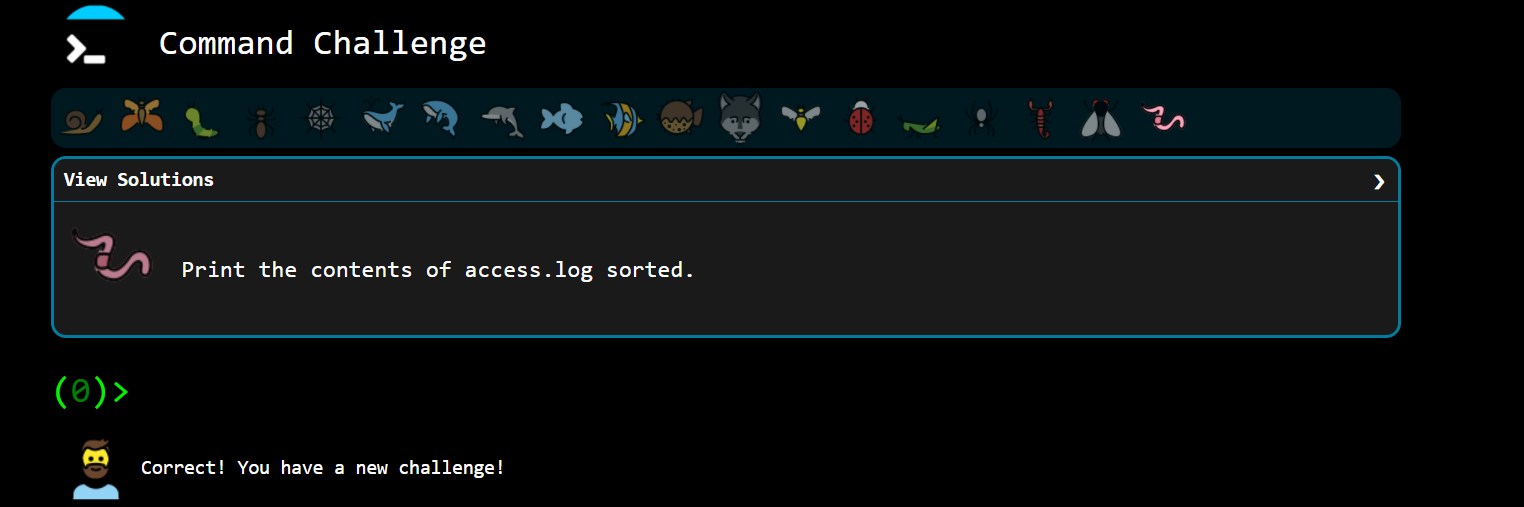 Command Challenge
View Solutions
Print the contents of access.log sorted.
(0)>
Correct! You have a new challenge!